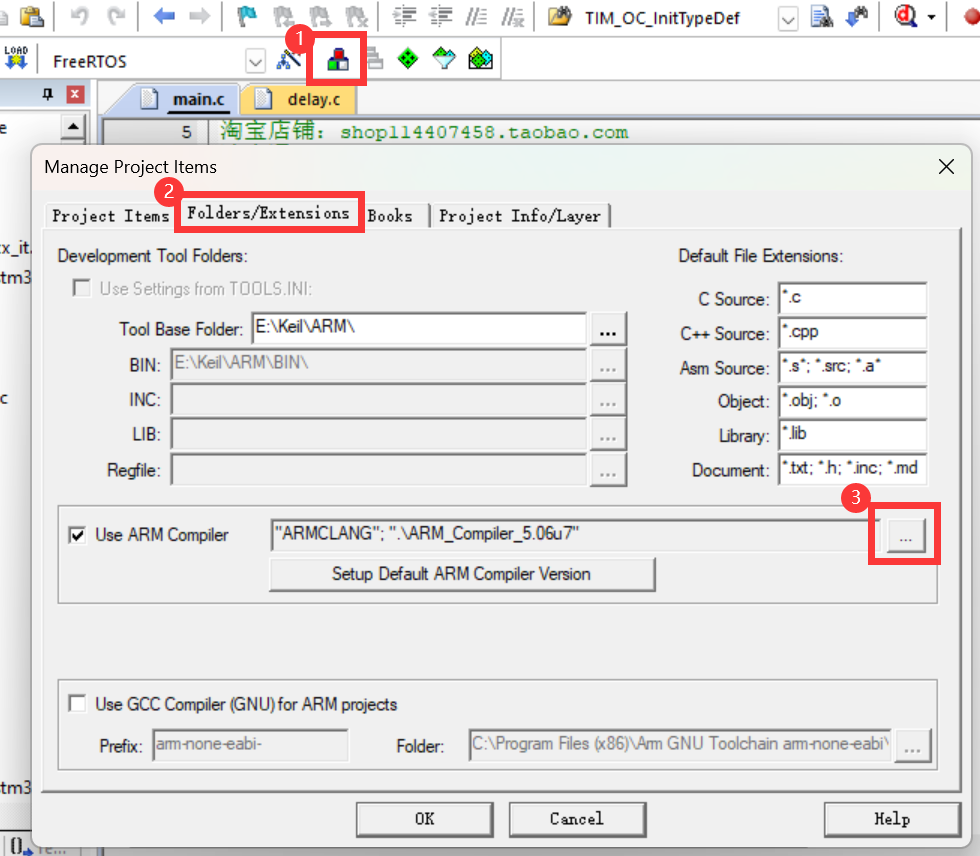 TIM_OC_InitTypeDef
LOAD
FreeRTOS
1
main.c
delay.c
e
5
淘宝店铺：shop114407458.taobao.com
Manage Project Items
2
Project Items
Folders/Extensions
Books
Project Info/Layer
x_it.
tm3
c
tm3
Development Tool Folders:
Use Settings from TOOLS.INI:
Tool Base Folder: E:\Keil\ARM\ ...
BIN: E:\Keil\ARM\BIN\ ...
INC: ...
LIB: ...
Regfile: ...
Default File Extensions:
C Source: *.c
C++ Source: *.cpp
Asm Source: *.s*; *.src; *.a*
Object: *.obj; *.o
Library: *.lib
Document: *.txt; *.h; *.inc; *.md
3
Use ARM Compiler "ARMCLANG"; ".\ARM_Compiler_5.06u7" ...
Setup Default ARM Compiler Version
Use GCC Compiler (GNU) for ARM projects
Prefix: arm-none-eabi- Folder: C:\Program Files (x86)\Arm GNU Toolchain arm-none-eabi\ ...
OK Cancel Help
{}